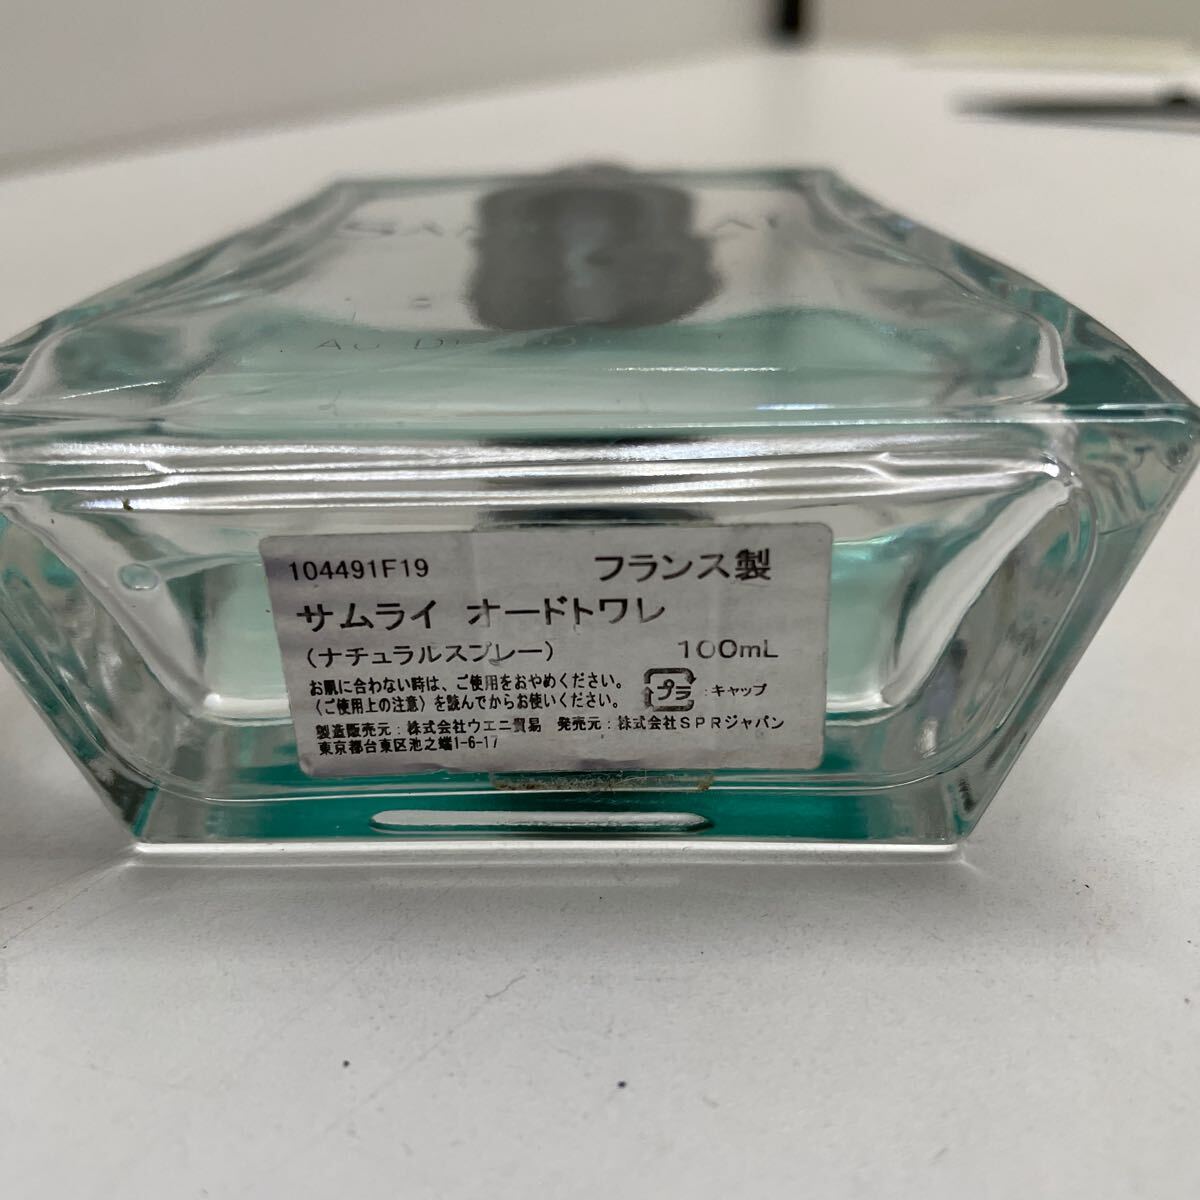 104491F19 フランス製
サムライ オードトワレ
(ナチュラルスプレー) 100mL
お肌に合わない時は、ご使用をおやめください。
〈ご使用上の注意〉を読んでからお使いください。
プラ :キャップ
製造販売元:株式会社ウエニ貿易 発売元:株式会社SPRジャパン
東京都台東区池之端1-6-17